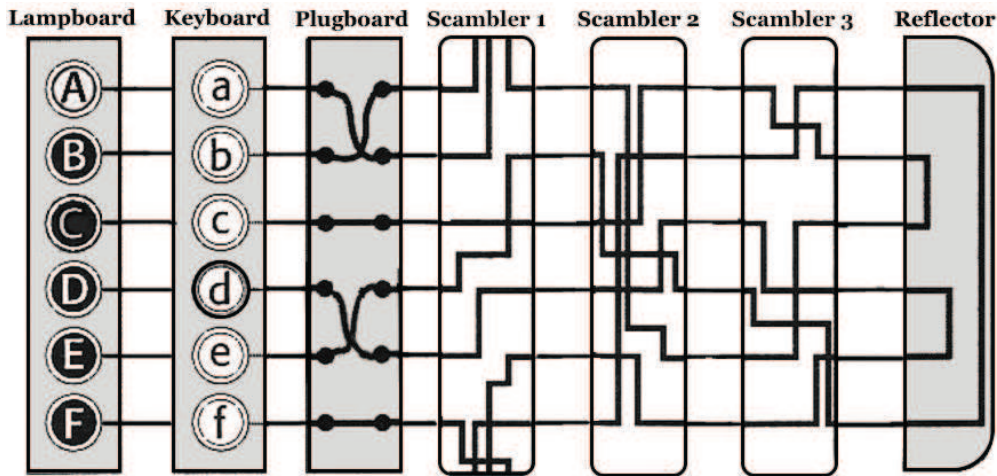 Lampboard Keyboard Plugboard Scambler 1 Scambler 2 Scambler 3 Reflector
A a
B b
C c
D d
E e
F f